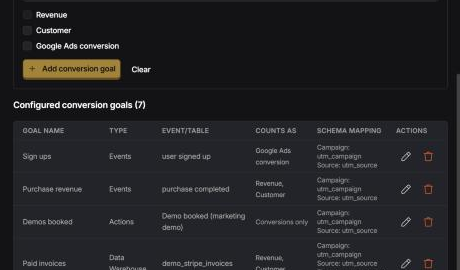 Revenue
Customer
Google Ads conversion
+ Add conversion goal Clear
Configured conversion goals (7)
GOAL NAME TYPE EVENT/TABLE COUNTS AS SCHEMA MAPPING ACTIONS
Sign ups Events user signed up Google Ads conversion Campaign: utm_campaign Source: utm_source
Purchase revenue Events purchase completed Revenue, Customer Campaign: utm_campaign Source: utm_source
Demos booked Actions Demo booked (marketing demo) Conversions only Campaign: utm_campaign Source: utm_source
Paid invoices Data Warehouse demo_stripe_invoices Revenue, Customer Campaign: utm_campaign Source: utm_source